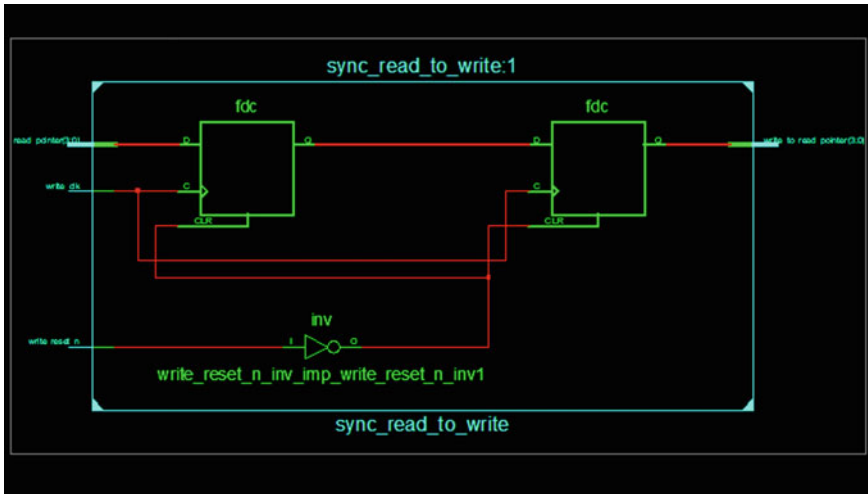 sync_read_to_write:1
fdc
fdc
read pointer(3:0)
D
Q
D
Q
write to read pointer(3:0)
write clk
C
C
CLR
CLR
inv
write reset n
I
O
write_reset_n_inv_imp_write_reset_n_inv1
sync_read_to_write